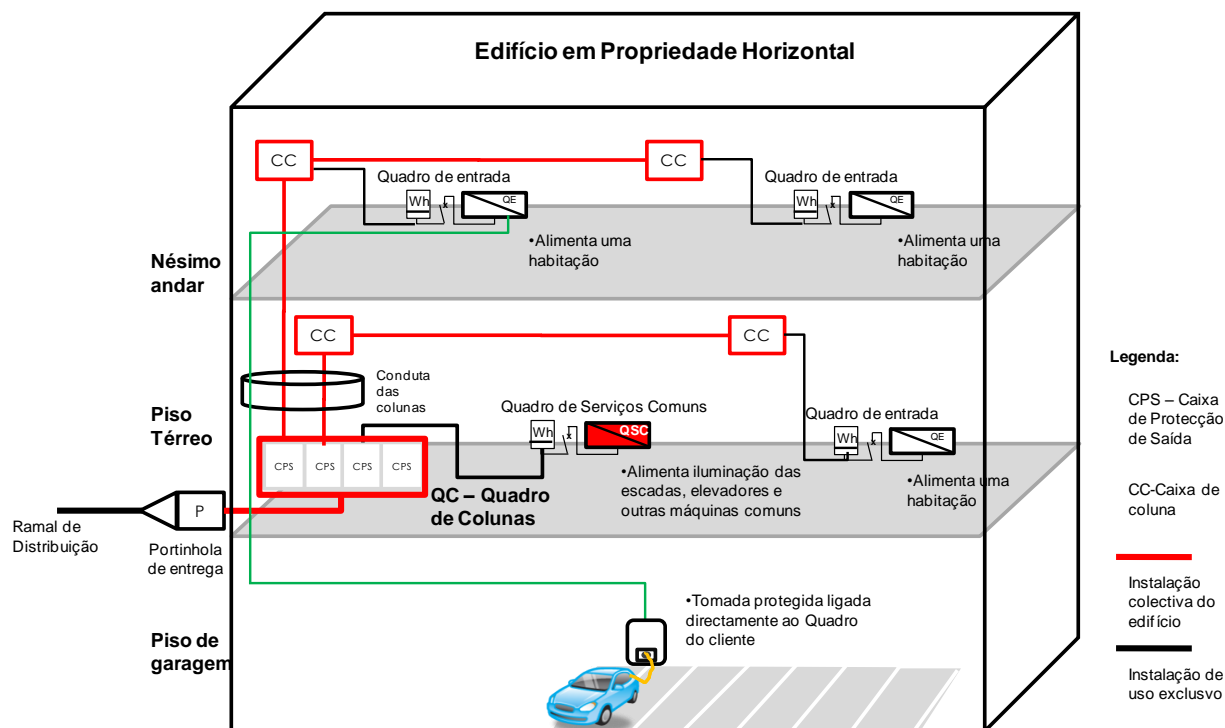 Edifício em Propriedade Horizontal
CC
CC
Quadro de entrada
Quadro de entrada
Wh
x
QE
Wh
x
QE
•Alimenta uma
habitação
•Alimenta uma
habitação
Nésimo
andar
CC
CC
Conduta
das
colunas
Piso
Térreo
Quadro de Serviços Comuns
Quadro de entrada
Wh
x
QSC
Wh
x
QE
CPS
CPS
CPS
CPS
QC – Quadro
de Colunas
•Alimenta iluminação das
escadas, elevadores e
outras máquinas comuns
•Alimenta uma
habitação
P
Ramal de
Distribuição
Portinhola
de entrega
Piso de
garagem
•Tomada protegida ligada
directamente ao Quadro
do cliente
Legenda:
CPS – Caixa
de Protecção
de Saída
CC-Caixa de
coluna
Instalação
colectiva do
edifício
Instalação de
uso exclusvo